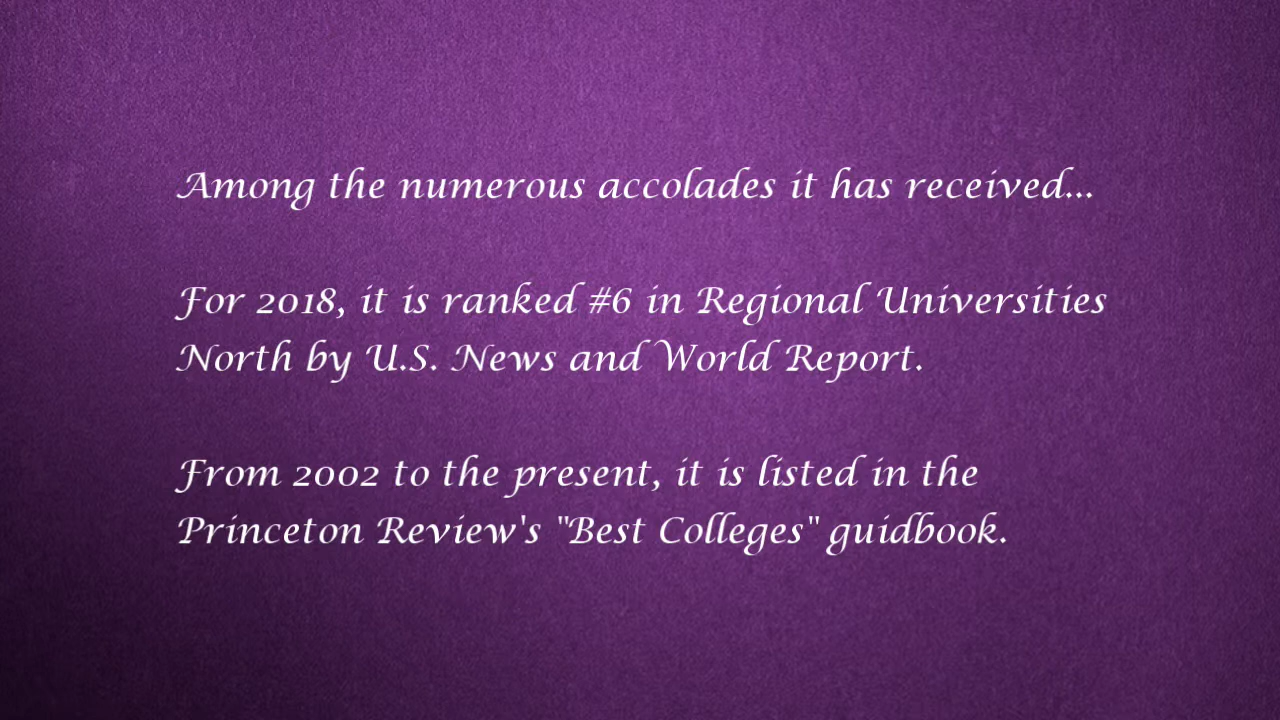 Among the numerous accolades it has received...
For 2018, it is ranked #6 in Regional Universities
North by U.S. News and World Report.
From 2002 to the present, it is listed in the
Princeton Review's "Best Colleges" guidbook.